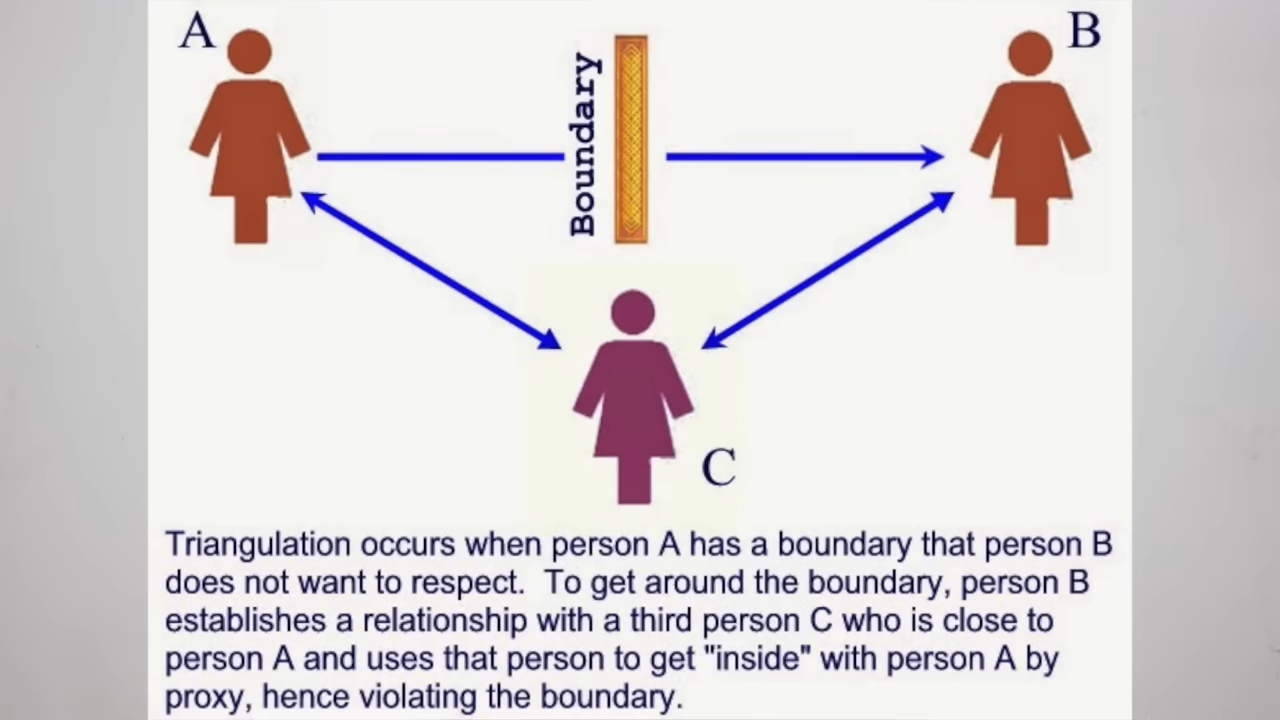 A
B
Boundary
C
Triangulation occurs when person A has a boundary that person B
does not want to respect.  To get around the boundary, person B
establishes a relationship with a third person C who is close to
person A and uses that person to get "inside" with person A by
proxy, hence violating the boundary.